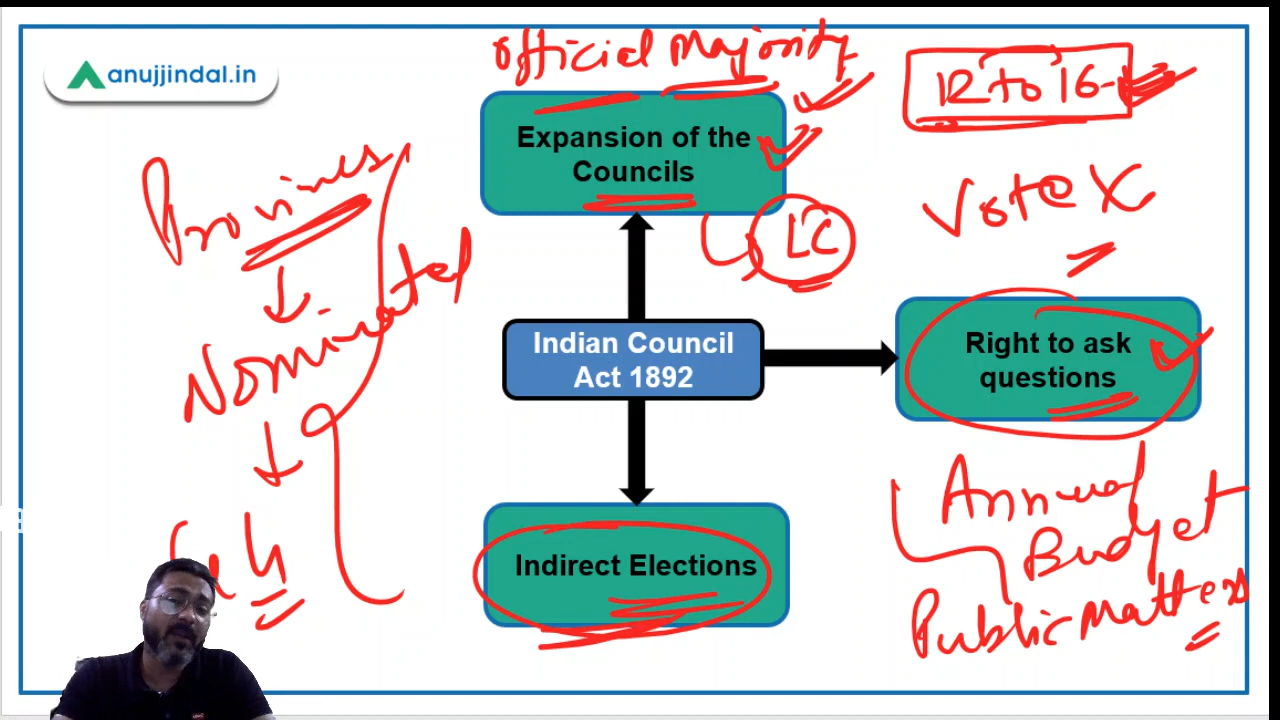 anujjindal.in
Official Majority
12 to 16
Expansion of the
Councils
LC
Vote X
Provinces
Nominated
Indian Council
Act 1892
Right to ask
questions
Annual
Budget
Public Matters
Indirect Elections